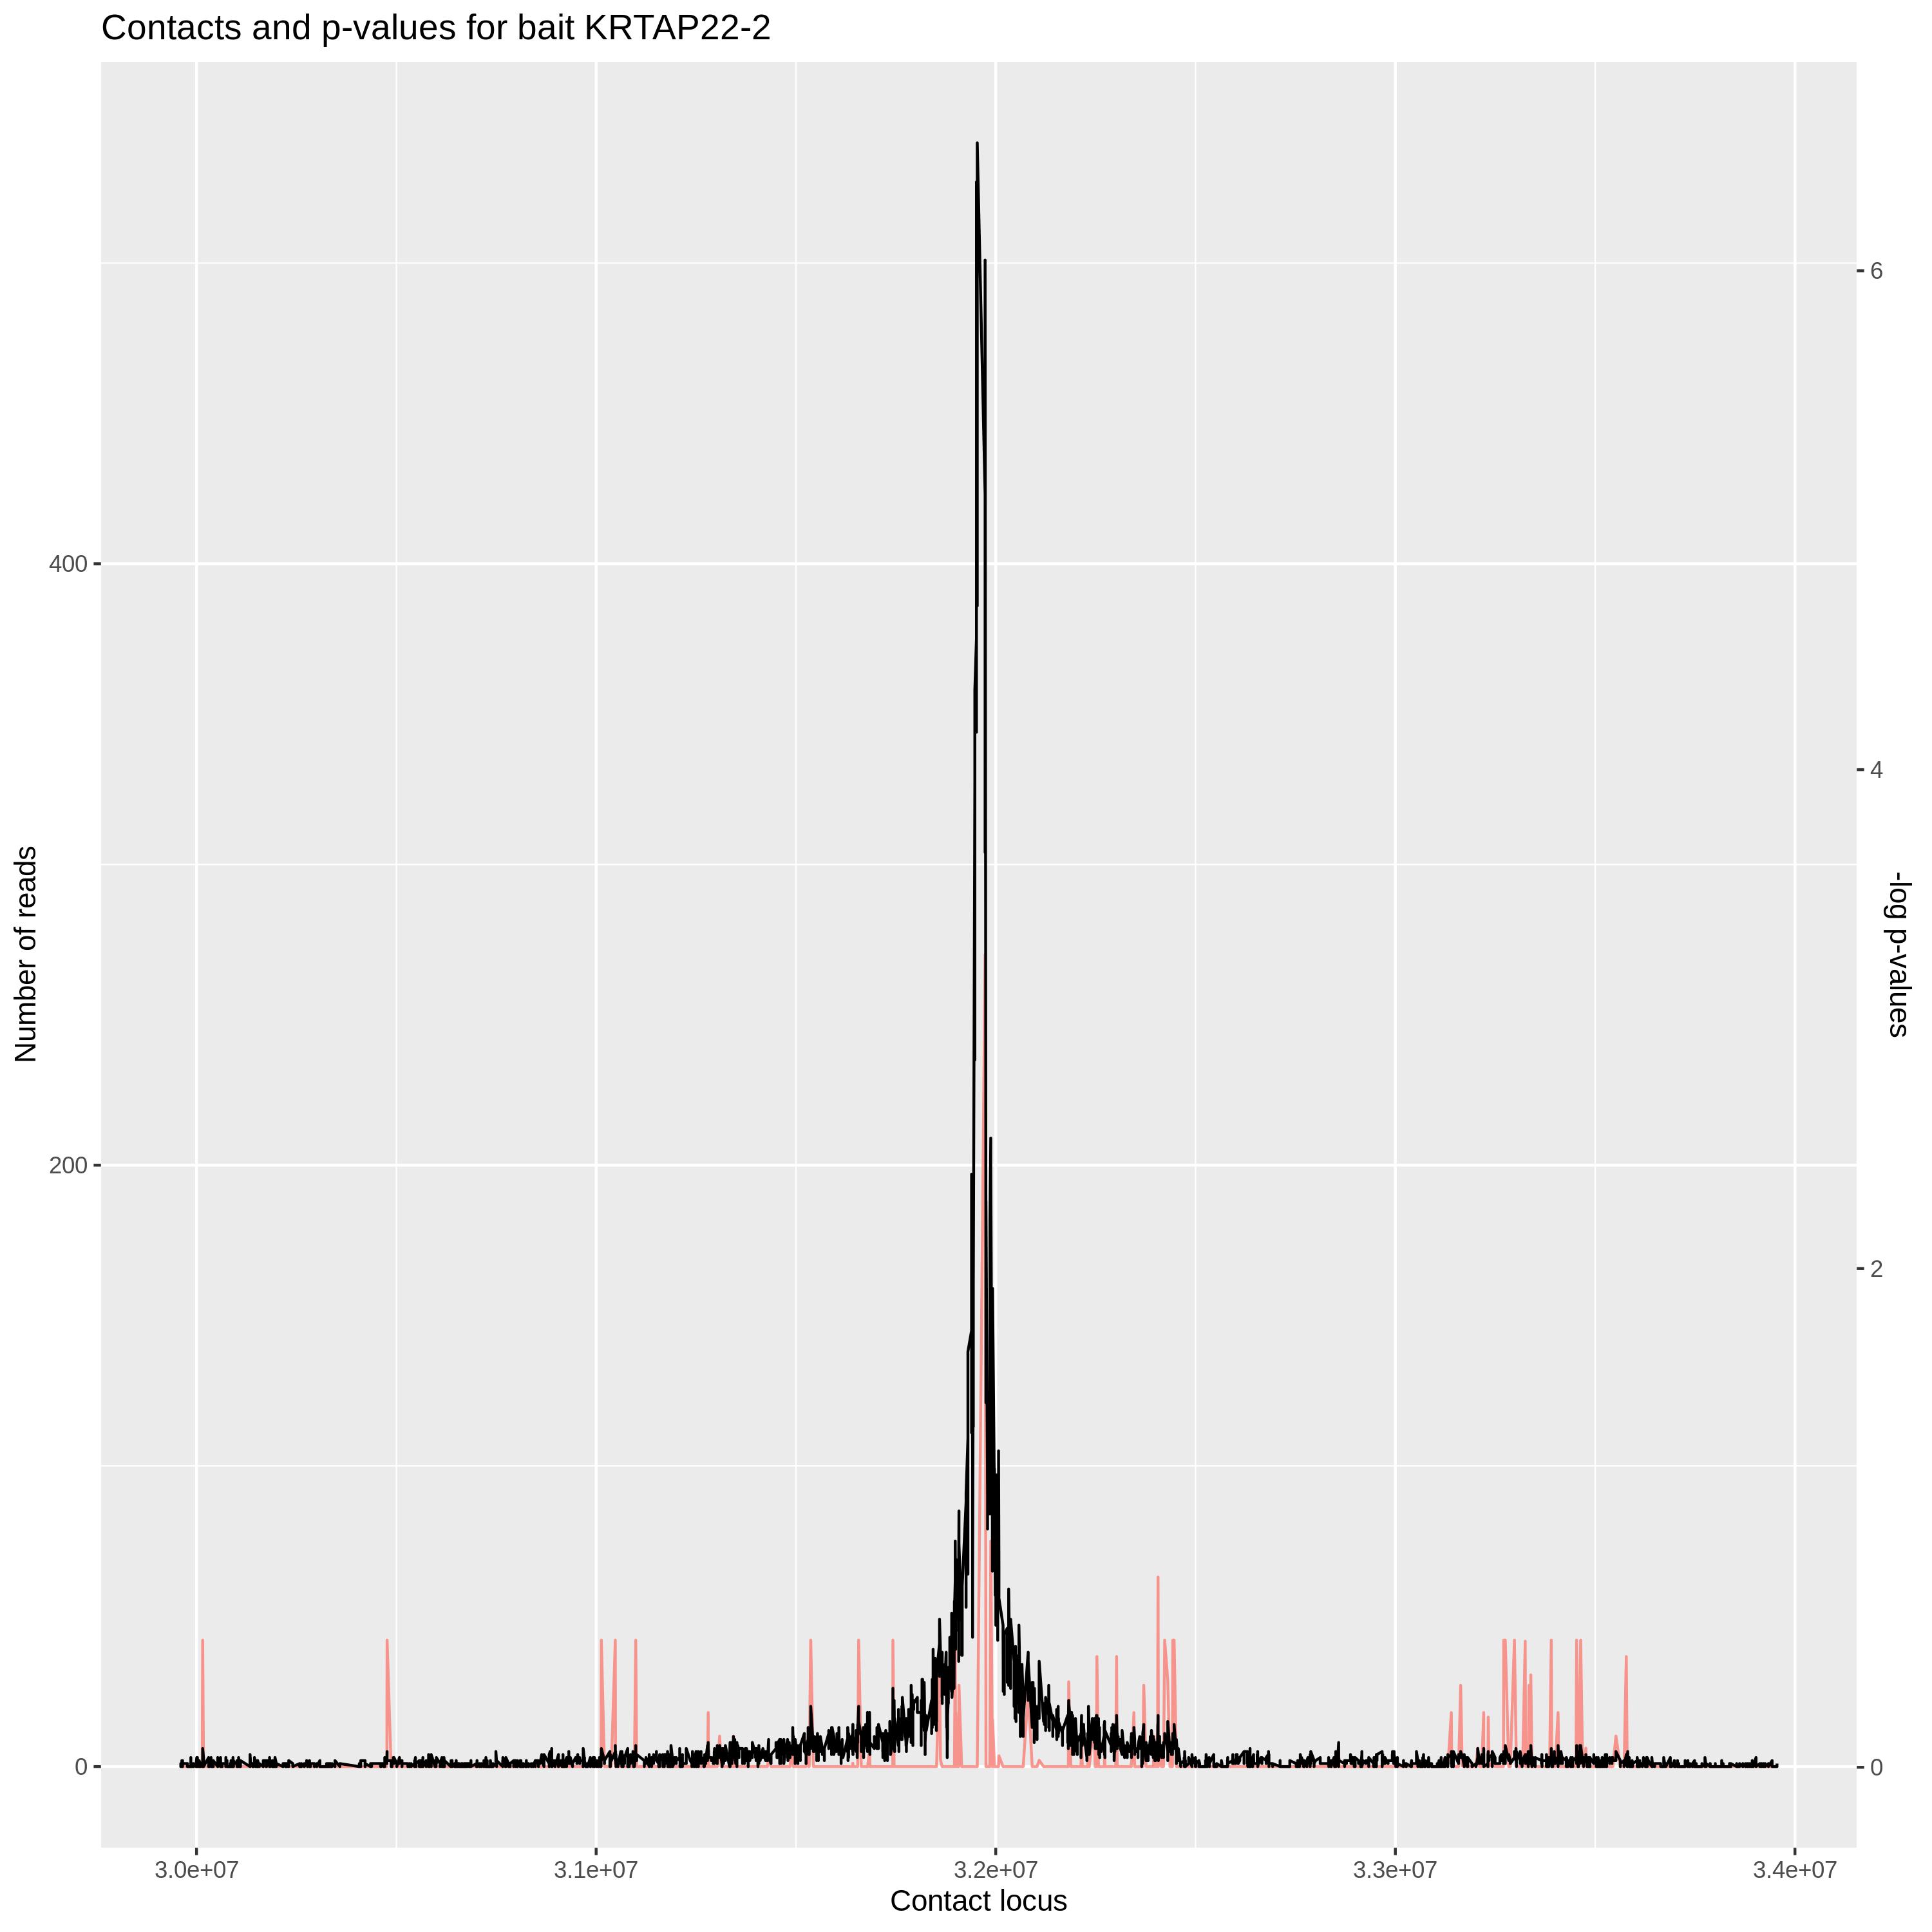 Contacts and p-values for bait KRTAP22-2
Number of reads
400
200
0
6
4
2
0
-log p-values
3.0e+07
3.1e+07
3.2e+07
3.3e+07
3.4e+07
Contact locus